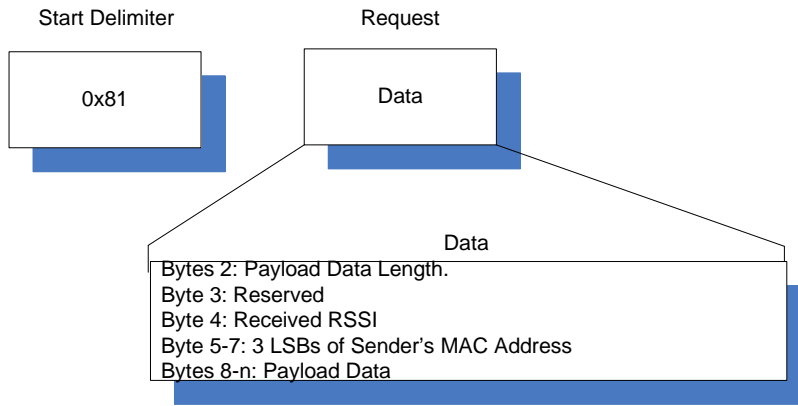 Start Delimiter
Request
0x81
Data
Data
Bytes 2: Payload Data Length.
Byte 3: Reserved
Byte 4: Received RSSI
Byte 5-7: 3 LSBs of Sender's MAC Address
Bytes 8-n: Payload Data